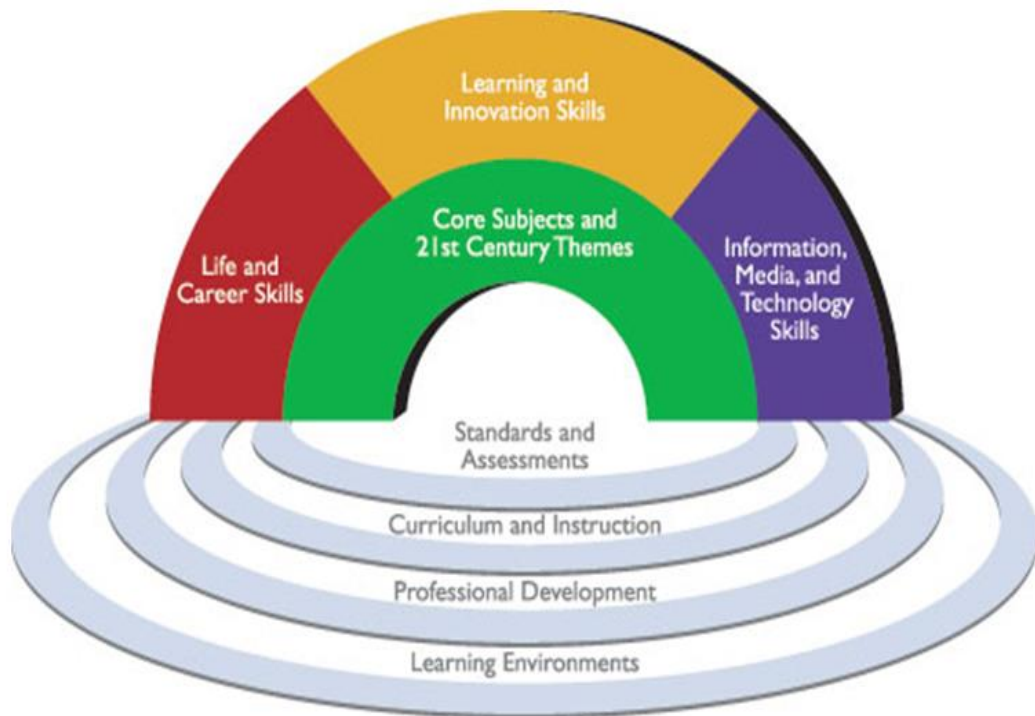 Learning and
Innovation Skills
Core Subjects and
21st Century Themes
Life and
Career Skills
Information,
Media, and
Technology
Skills
Standards and
Assessments
Curriculum and Instruction
Professional Development
Learning Environments